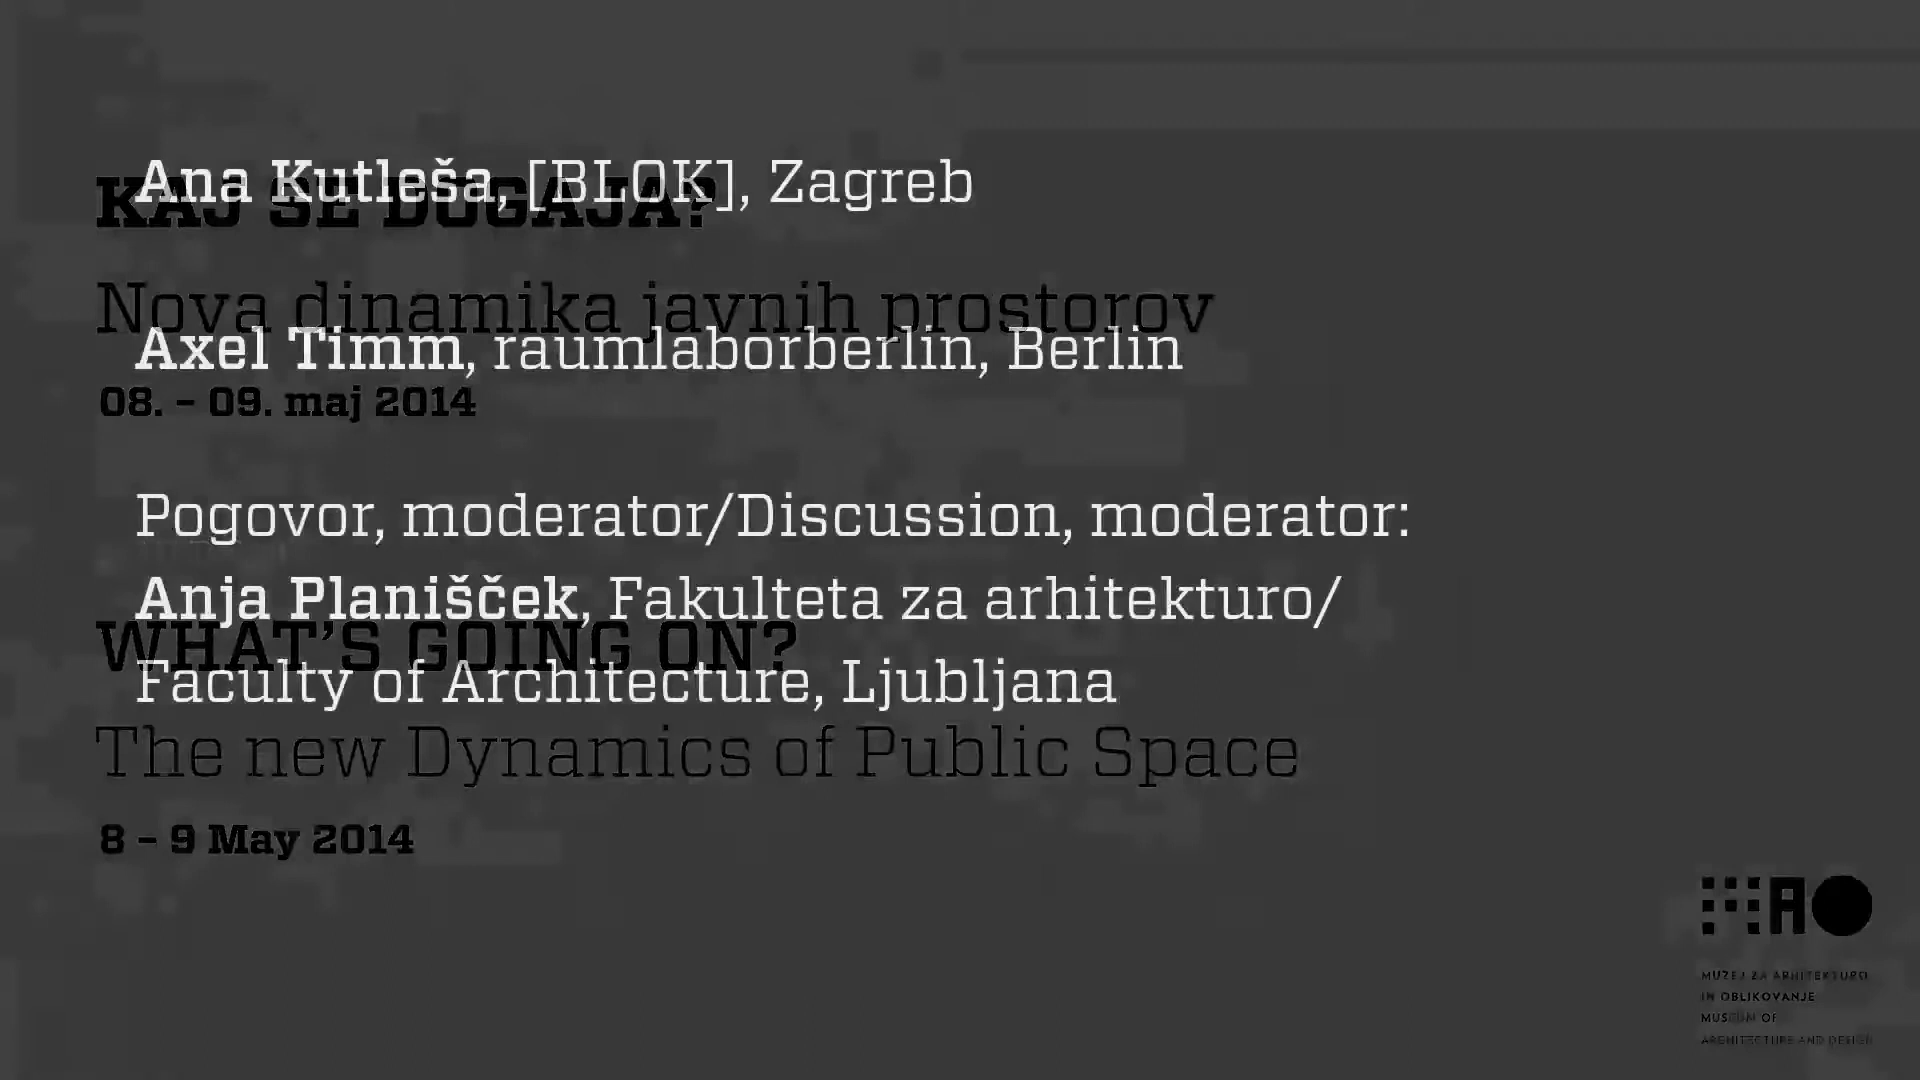 Ana Kutleša, [BLOK], Zagreb
KAJ SE DOGAJA?
Nova dinamika javnih prostorov
Axel Timm, raumlaborberlin, Berlin
08. – 09. maj 2014
Pogovor, moderator/Discussion, moderator:
Anja Planišček, Fakulteta za arhitekturo/
WHAT'S GOING ON?
Faculty of Architecture, Ljubljana
The new Dynamics of Public Space
8 – 9 May 2014
MAO
MUZEJ ZA ARHITEKTURO
IN OBLIKOVANJE
MUSEUM OF
ARCHITECTURE AND DESIGN